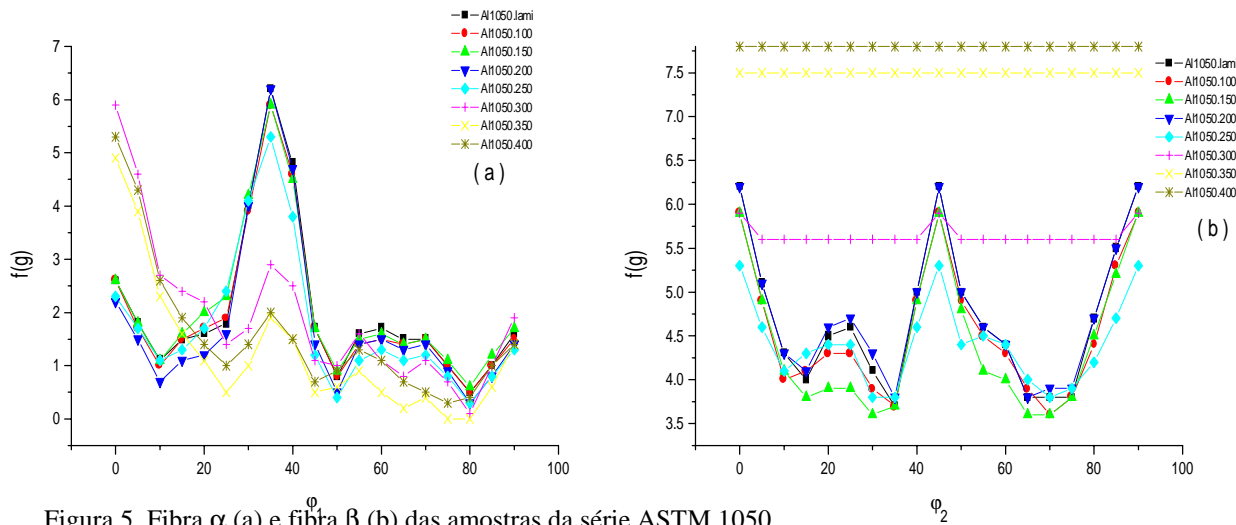 Al1050.lami
Al1050.100
Al1050.150
Al1050.200
Al1050.250
Al1050.300
Al1050.350
Al1050.400
(a)
f(g)
7
6
5
4
3
2
1
0
0 20 40 60 80 100
φ1
Al1050.lam
Al1050.100
Al1050.150
Al1050.200
Al1050.250
Al1050.300
Al1050.350
Al1050.400
(b)
f(g)
7.5
7.0
6.5
6.0
5.5
5.0
4.5
4.0
3.5
0 20 40 60 80 100
φ2
Figura 5. Fibra α (a) e fibra β (b) das amostras da série ASTM 1050